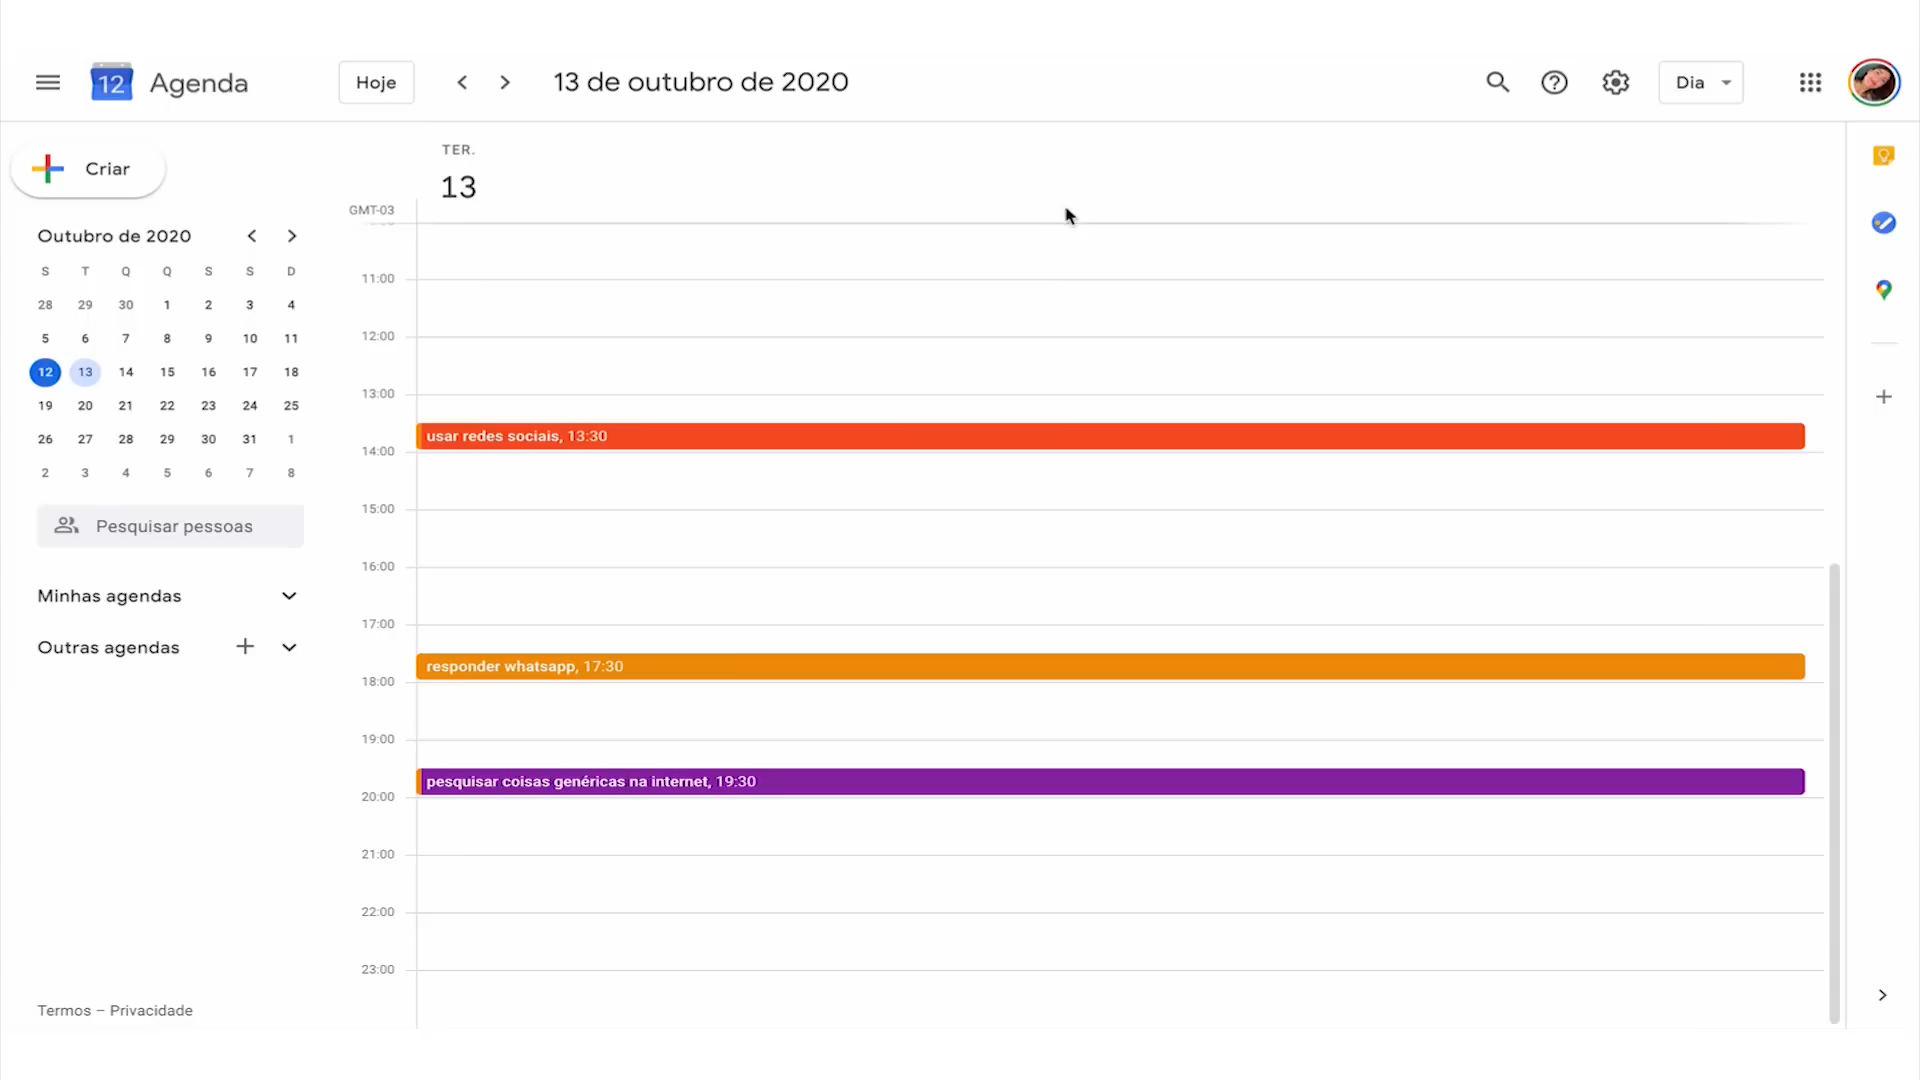 12 Agenda Hoje 13 de outubro de 2020 Dia
Criar
TER.
13
GMT-03
Outubro de 2020
S T Q Q S S D
28 29 30 1 2 3 4
5 6 7 8 9 10 11
12 13 14 15 16 17 18
19 20 21 22 23 24 25
26 27 28 29 30 31 1
2 3 4 5 6 7 8
Pesquisar pessoas
Minhas agendas
Outras agendas
Termos – Privacidade
11:00
12:00
13:00
usar redes sociais, 13:30
14:00
15:00
16:00
17:00
responder whatsapp, 17:30
18:00
19:00
pesquisar coisas genéricas na internet, 19:30
20:00
21:00
22:00
23:00